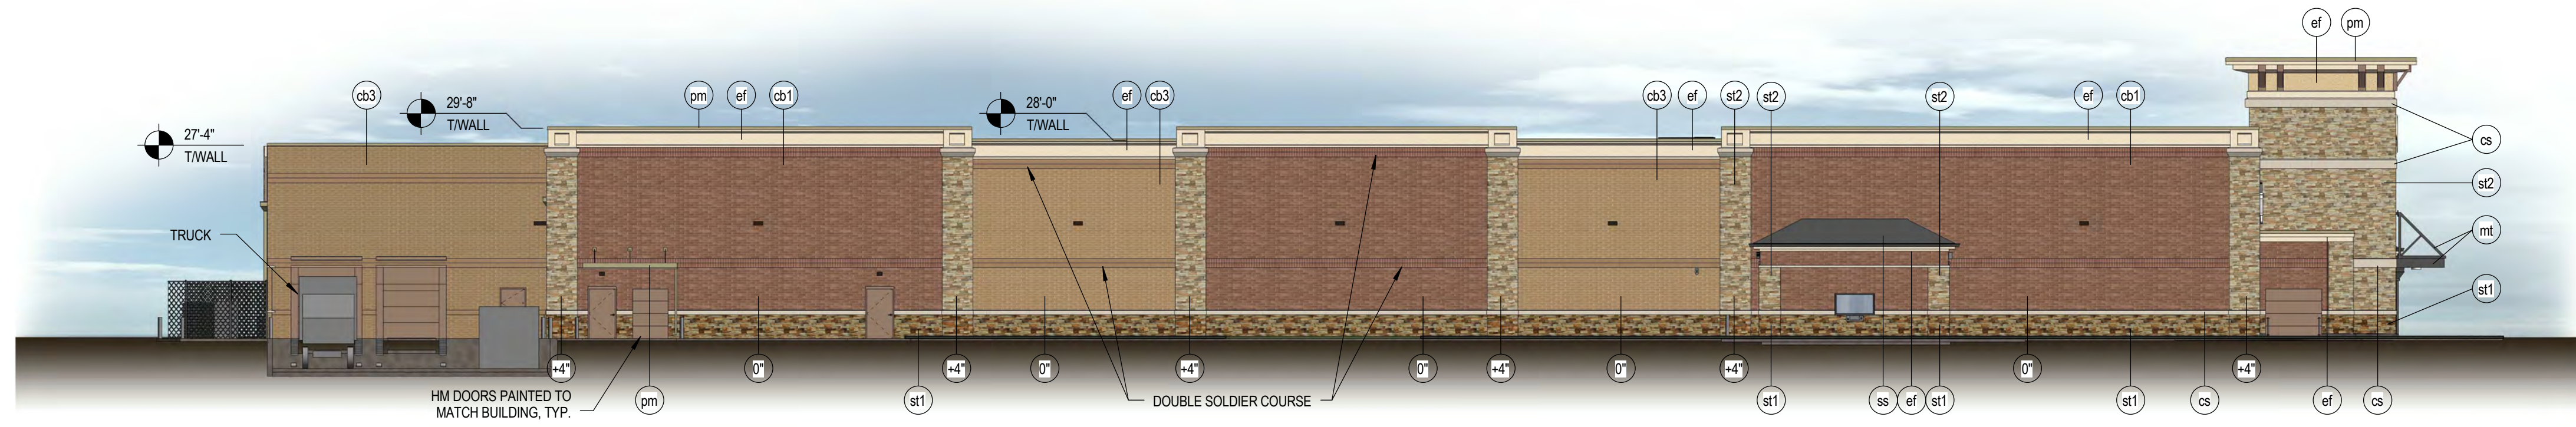 ef pm
cb3 29'-8" pm ef cb1 28'-0" ef cb3 cb3 ef st2 st2 st2 ef cb1
T/WALL T/WALL
27'-4"
T/WALL
cs
st2
TRUCK
mt
st1
+4" 0" +4" 0" +4" 0" +4" 0" +4" 0" +4"
HM DOORS PAINTED TO
MATCH BUILDING, TYP.
pm st1 DOUBLE SOLDIER COURSE st1 ss ef st1 st1 cs ef cs